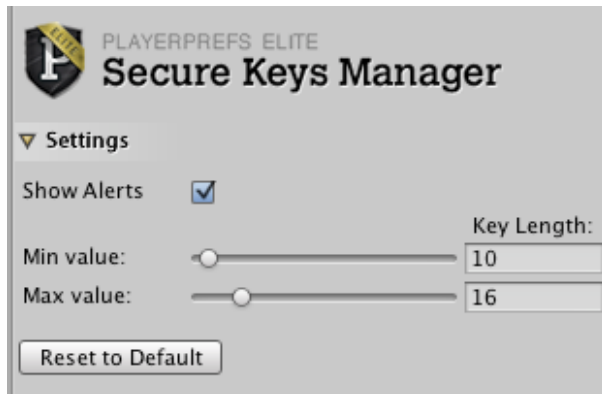 ELITE
P
PLAYERPREFS ELITE
Secure Keys Manager
Settings
Show Alerts
Key Length:
Min value: 10
Max value: 16
Reset to Default